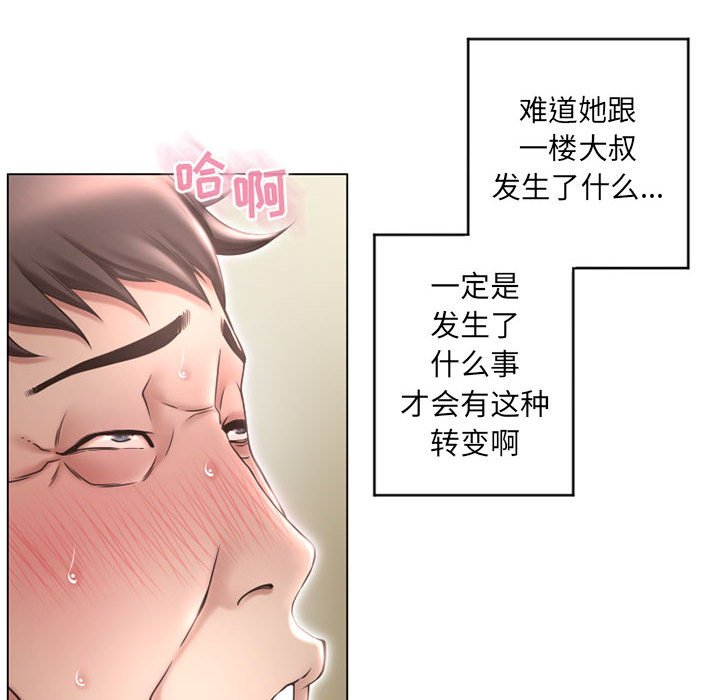 难道她跟
一楼大叔
发生了什么...
哈啊
一定是
发生了
什么事
才会有这种
转变啊